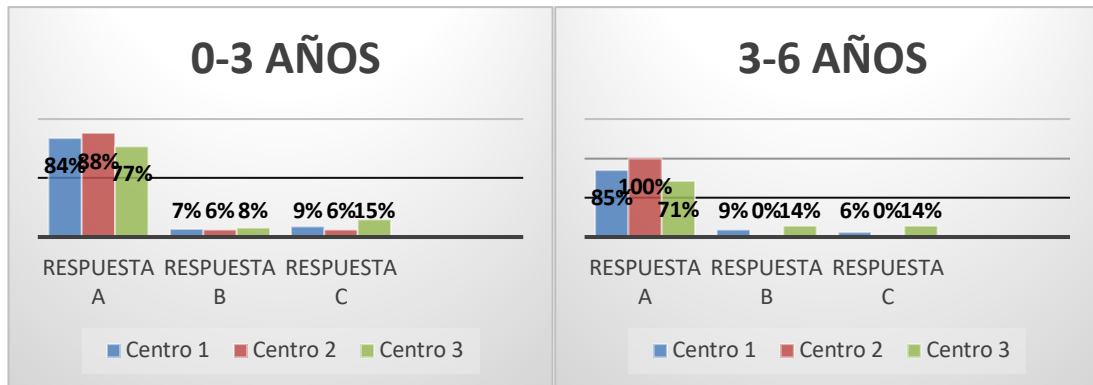 0-3 AÑOS
84% 88% 77%
7% 6% 8%
9% 6% 15%
RESPUESTA A
RESPUESTA B
RESPUESTA C
Centro 1 Centro 2 Centro 3
3-6 AÑOS
85% 100% 71%
9% 0% 14%
6% 0% 14%
RESPUESTA A
RESPUESTA B
RESPUESTA C
Centro 1 Centro 2 Centro 3